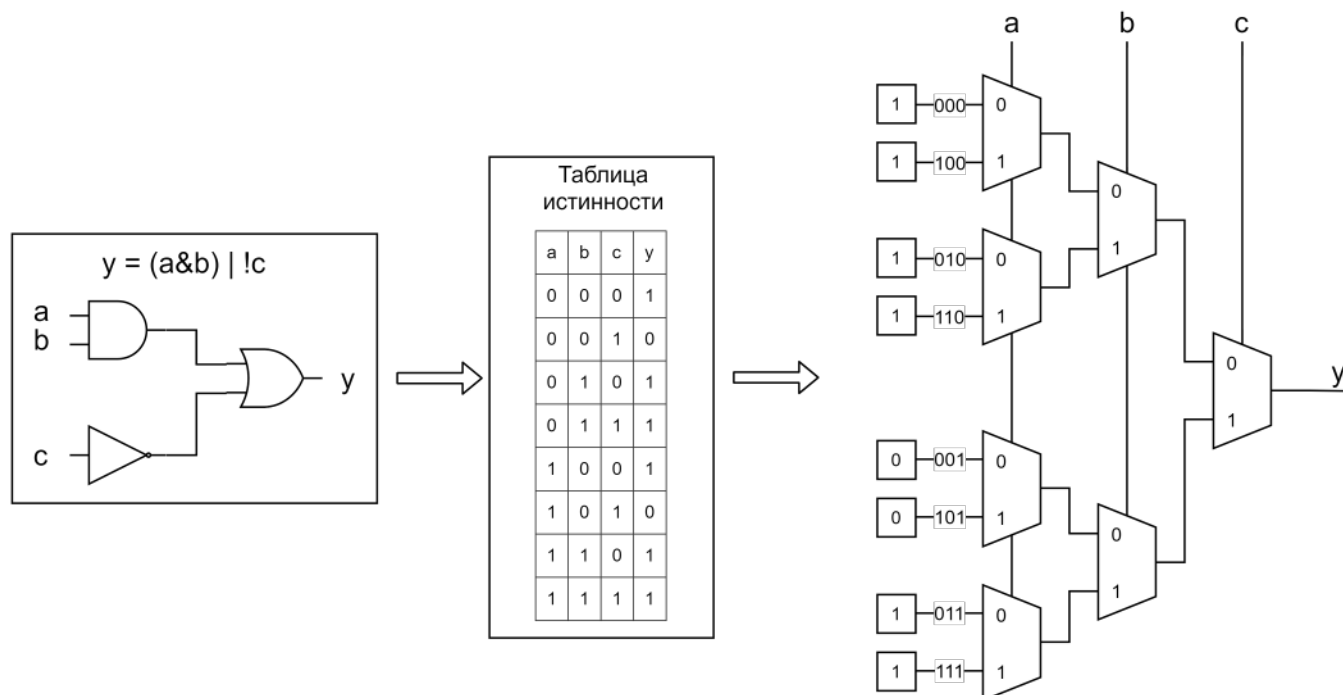 y = (a&b) | !c
a
b
c
y
Таблица
истинности
a b c y
0 0 0 1
0 0 1 0
0 1 0 1
0 1 1 1
1 0 0 1
1 0 1 0
1 1 0 1
1 1 1 1
a b c
1 000 0
1 100 1
0
1
1 010 0
1 110 1
0
1
y
0 001 0
0 101 1
0
1
1 011 0
1 111 1